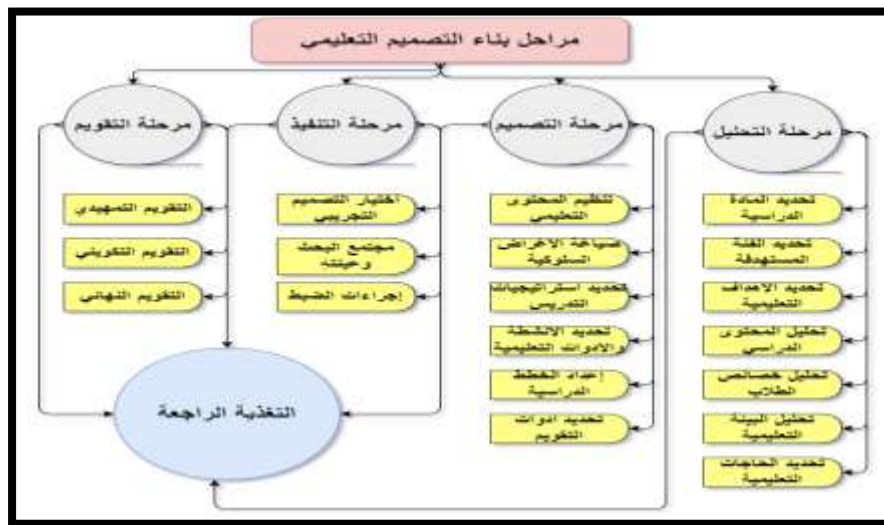 مراحل بناء التصميم التعليمي
مرحلة التحليل
مرحلة التصميم
مرحلة التنفيذ
مرحلة التقويم
تحديد المادة
الدراسية
تحديد الفئة
المستهدفة
تحديد الاهداف
التعليمية
تحليل المحتوى
الدراسي
تحليل خصائص
الطلاب
تحليل البيئة
التعليمية
تحديد الحاجات
التعليمية
تنظيم المحتوى
التعليمي
صياغة الاغراض
السلوكية
تحديد استراتيجيات
التدريس
تحديد الانشطة
والادوات التعليمية
إعداد الخطط
الدراسية
تحديد ادوات
التقويم
اختيار التصميم
التجريبي
مجتمع البحث
وعينته
إجراءات الضبط
التقويم التمهيدي
التقويم التكويني
التقويم النهائي
التغذية الراجعة